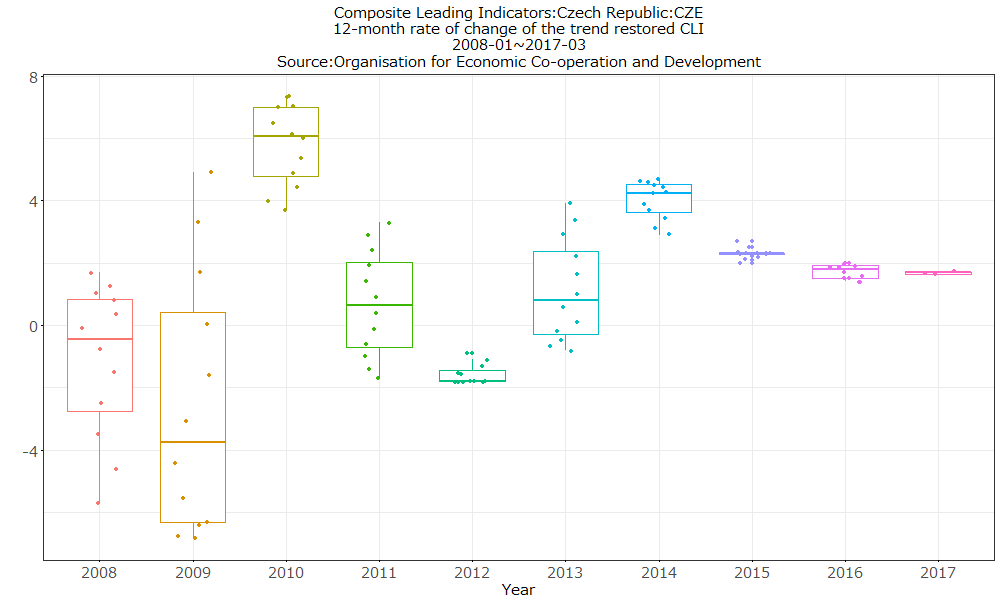 Composite Leading Indicators:Czech Republic:CZE
12-month rate of change of the trend restored CLI
2008-01~2017-03
Source:Organisation for Economic Co-operation and Development
8
4
0
-4
2008 2009 2010 2011 2012 2013 2014 2015 2016 2017
Year